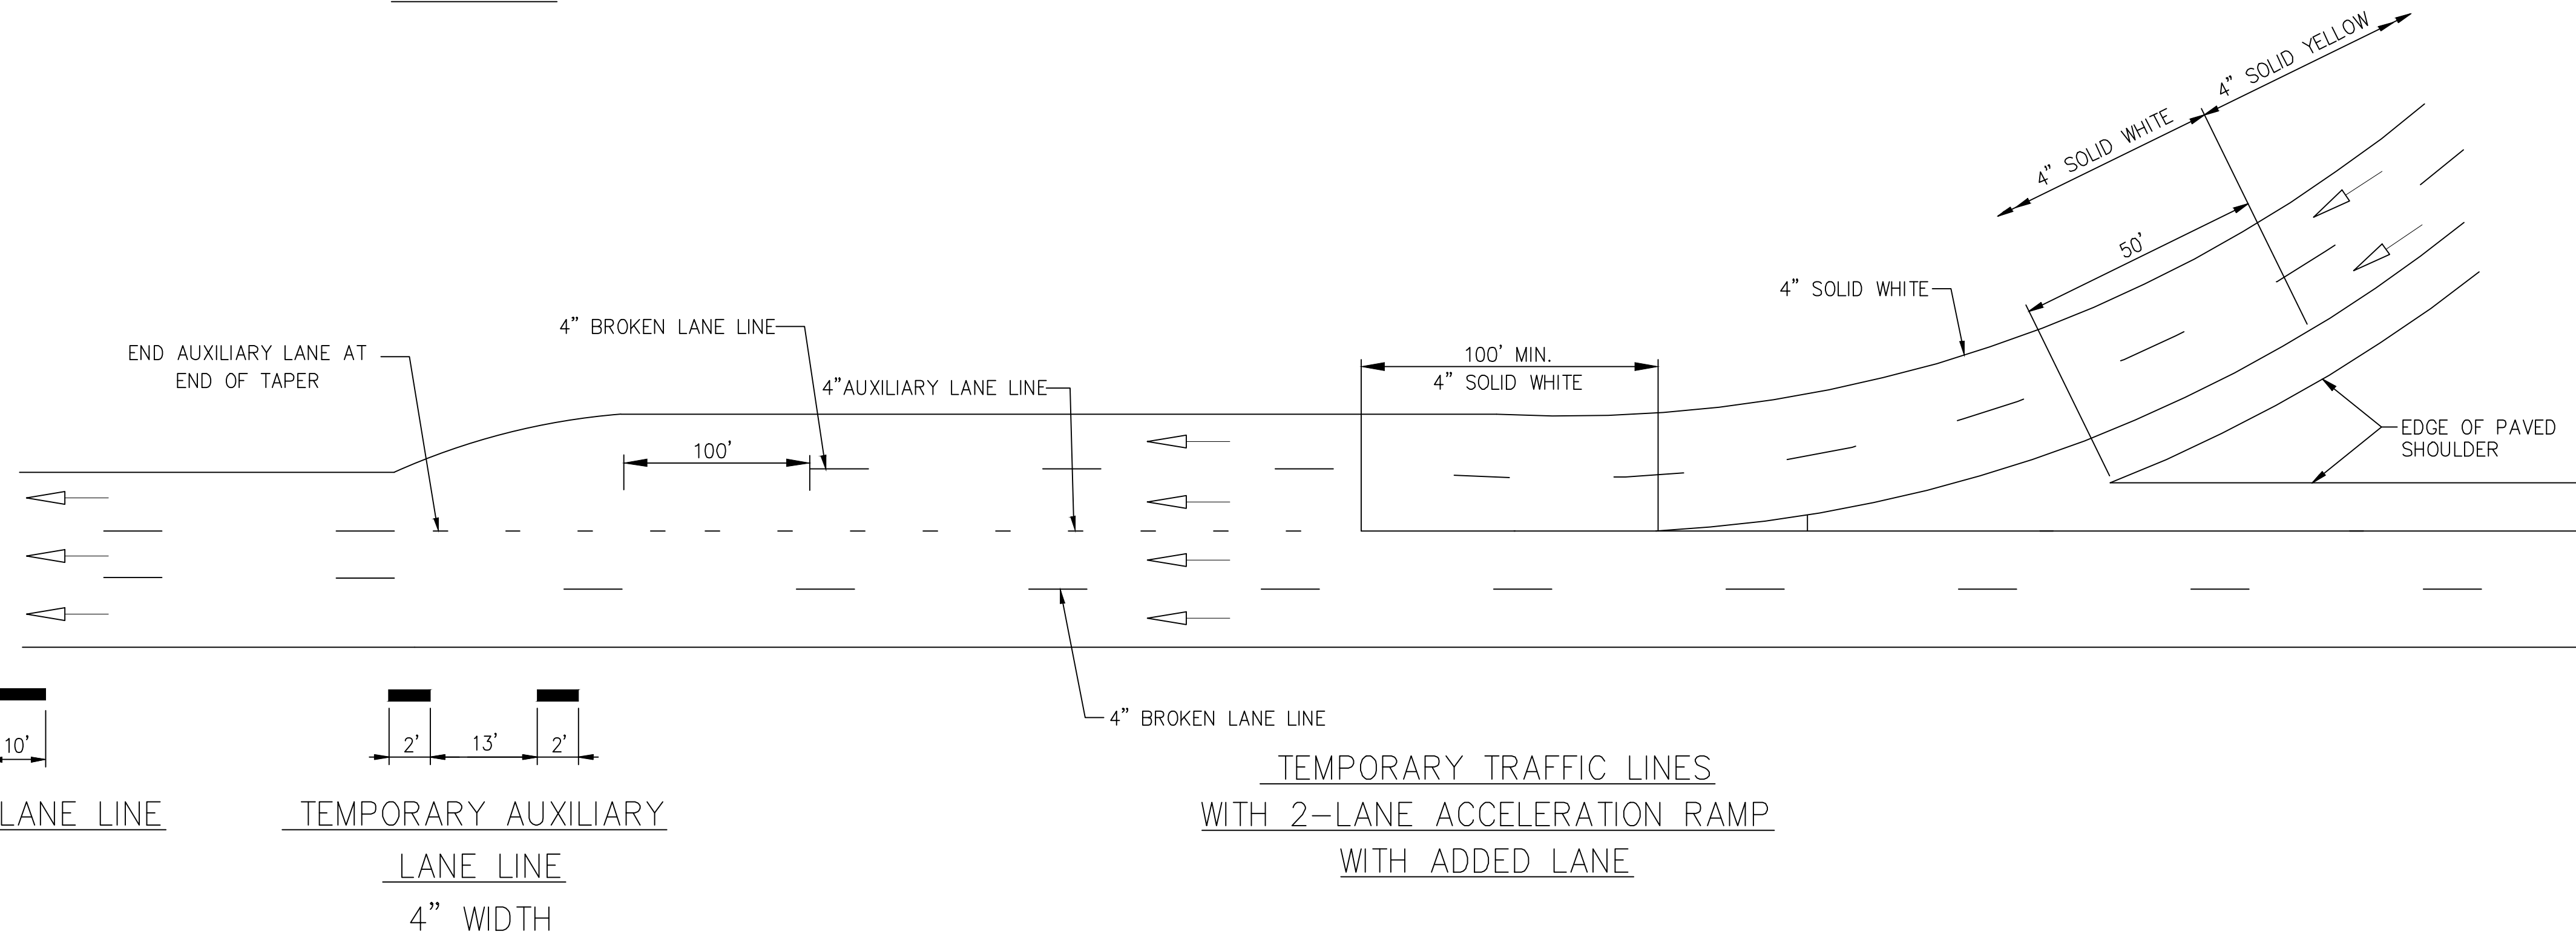 4” SOLID YELLOW
4” SOLID WHITE
50’
4” SOLID WHITE
4” BROKEN LANE LINE
END AUXILIARY LANE AT
END OF TAPER
100’ MIN.
4” SOLID WHITE
4”AUXILIARY LANE LINE
100’
EDGE OF PAVED
SHOULDER
4” BROKEN LANE LINE
10’
2’ 13’ 2’
LANE LINE
TEMPORARY AUXILIARY
LANE LINE
4” WIDTH
TEMPORARY TRAFFIC LINES
WITH 2–LANE ACCELERATION RAMP
WITH ADDED LANE